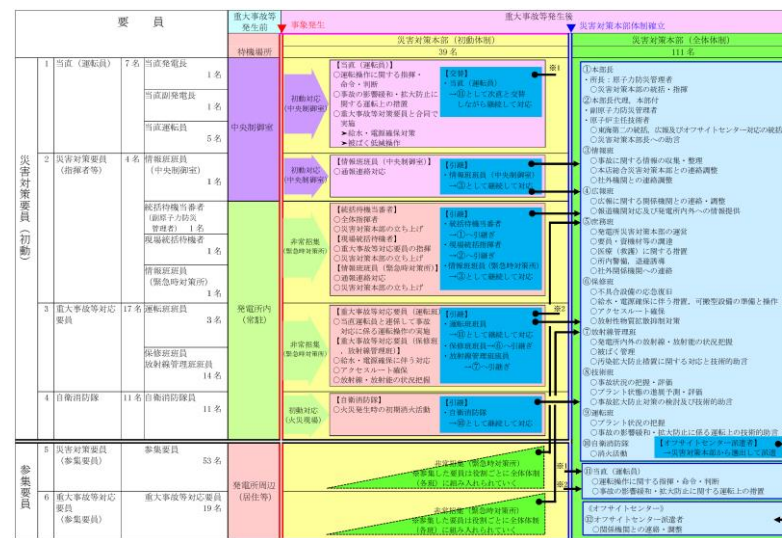 要　員
重大事故等
発生前
重大事故等発生後
事象発生
災害対策本部体制確立
待機場所
災害対策本部（初動体制）
39 名
災害対策本部（全体体制）
111 名
災害対策要員（初動）
1 当直（運転員） 7 名 当直発電長
1 名
当直副発電長
1 名
当直運転員
5 名
中央制御室
初動対応
（中央制御室）
【当直（運転員）】
○運転操作に関する指揮・
命令・判断
○事故の影響緩和・拡大防止に
関する運転上の措置
○重大事故等対応要員と合同で
実施
➤給水・電源確保対応
➤被ばく低減操作
【交替】
・当直（運転員）
→⑪として次直と交替
しながら継続して対応
※1
2 災害対策要員
（指揮者等）
4 名 情報班班員
（中央制御室）
1 名
初動対応
（中央制御室）
【情報班班員（中央制御室）】
○通報連絡対応
【引継】
・情報班班員（中央制御室）
→③として継続して対応
統括待機当番者
（副原子力防災
管理者） 1 名
現場統括待機者
1 名
情報班班員
（緊急時対策所）
1 名
発電所内
（常駐）
非常招集
（緊急時対策所）
【統括待機当番者】
○全体指揮者
○災害対策本部の立ち上げ
【現場統括待機者】
○重大事故等対応要員の指揮
○災害対策本部の立ち上げ
【情報班班員（緊急時対策所）】
○災害対策本部の立ち上げ
【引継】
・統括待機当番者
→①へ引継ぎ
・現場統括待機者
→②へ引継ぎ
・情報班班員（緊急時対策所）
→③として継続して対応
3 重大事故等対応
要員
17 名 運転班班員
3 名
保修班班員
放射線管理班班員
14 名
非常招集
（緊急時対策所）
【重大事故等対応要員（運転班）】
○当直運転員と連係して事故
対応に係る運転操作の実施
【重大事故等対応要員（保修班
、放射線管理班）】
○給水・電源確保に伴う対応
○アクセスルート確保
○放射線・放射能の状況把握
【引継】
・運転班班員
・保修班班員→⑥へ引継ぎ
・放射線管理班班員
→⑦へ引継ぎ
※2
4 自衛消防隊 11 名 自衛消防隊員
11 名
初動対応
（火災現場）
【自衛消防隊】
○火災発生時の初期消火活動
【引継】
・自衛消防隊
→⑩として継続して対応
参集要員
5 災害対策要員
（参集要員）
参集要員
53 名
発電所周辺
（居住等）
非常招集（緊急時対策所）
※参集した要員は役割ごとに全体体制
（各班）に組み入れられていく
※1
※2
6 重大事故等対応
要員
（参集要員）
重大事故等対応要員
19 名
非常招集（緊急時対策所）
※参集した要員は役割ごとに全体体制
（各班）に組み入れられていく
①本部長
・所長：原子力防災管理者
○災害対策本部の統括・指揮
②本部長代理，本部付
・副原子力防災管理者
・原子炉主任技術者
○東海第二の統括，広報及びオフサイトセンター対応の統括
○災害対策本部長への助言
③情報班
○事故に関する情報の収集・整理
○本店総合災害対策本部との連絡調整
○社外機関との連絡調整
④広報班
○広報に関する関係機関との連絡・調整
○報道機関対応及び発電所内外への情報提供
⑤庶務班
○発電所災害対策本部の運営
○要員・資機材等の調達
○医療（救護）に関する措置
○所内警備，退避誘導
○社外関係機関への連絡
⑥保修班
○不具合設備の応急復旧
○給水・電源確保に伴う措置，可搬型設備の準備と操作
○アクセスルート確保
○放射性物質拡散抑制対策
⑦放射線管理班
○発電所内外の放射線・放射能の状況把握
○被ばく管理
○汚染拡大防止措置に関する対応と技術的助言
⑧技術班
○事故状況の把握・評価
○プラント状態の進展予測・評価
○事故拡大防止対策の検討及び技術的助言
⑨運転班
○プラント状況の把握
○事故の影響緩和・拡大防止に係る運転上の技術的助言
⑩自衛消防隊
○消火活動
【オフサイトセンター派遣者】
→災害対策本部から選出して派遣
⑪当直（運転員）
○運転操作に関する指揮・命令・判断
○事故の影響緩和・拡大防止に関する運転上の措置
《オフサイトセンター》
⑫オフサイトセンター派遣者
○関係機関との連絡・調整